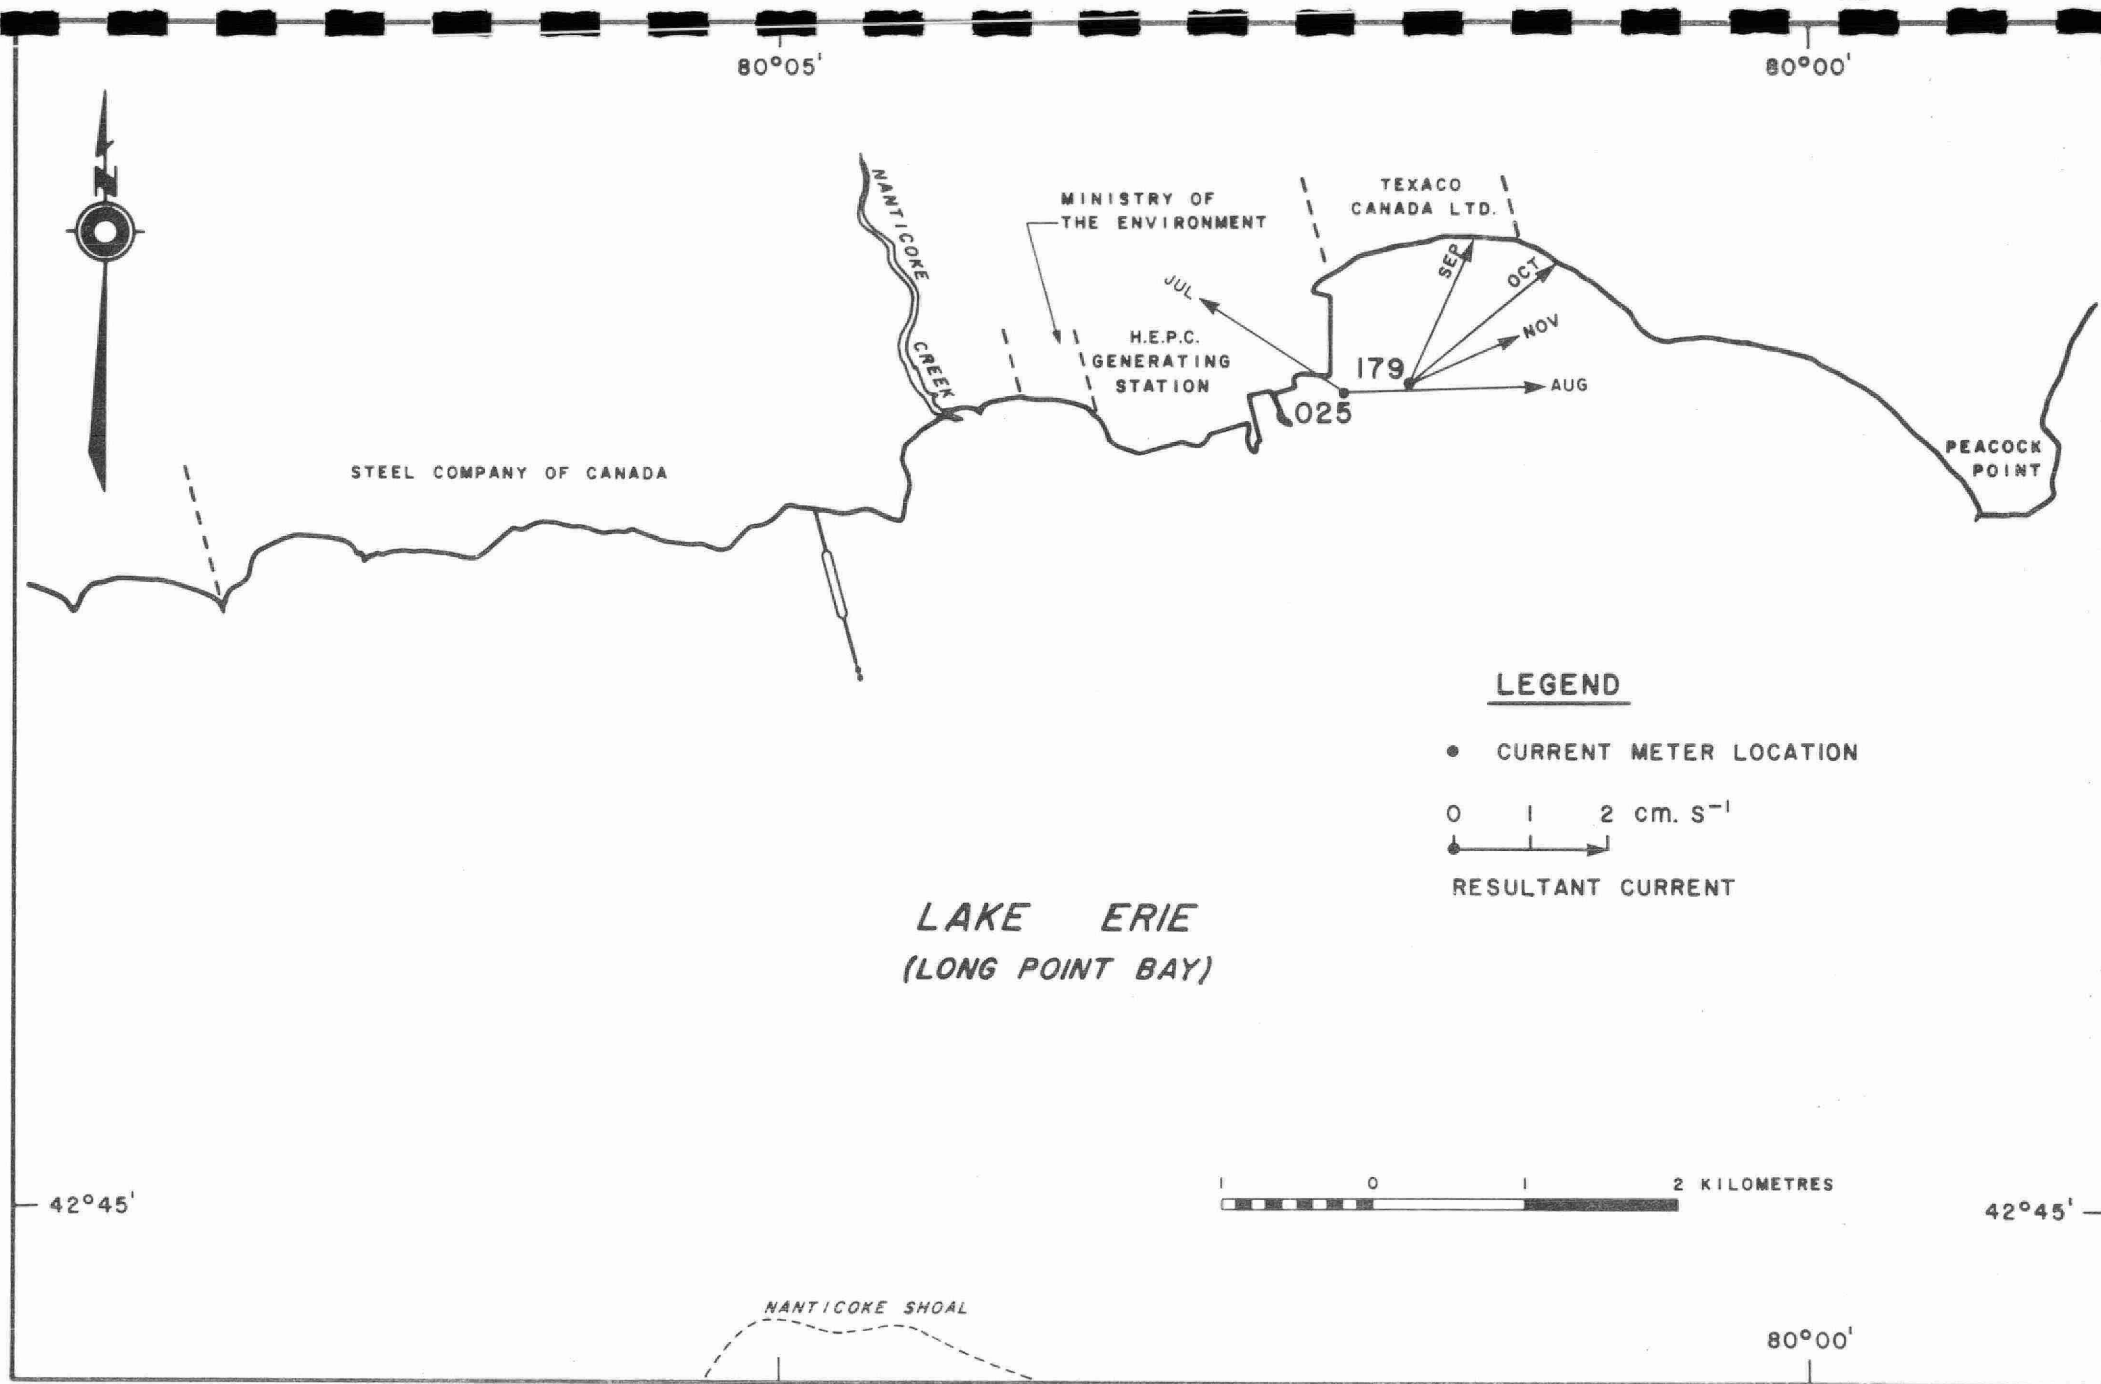 80°05'
80°00'
N
NANTICOKE CREEK
MINISTRY OF
THE ENVIRONMENT
TEXACO
CANADA LTD.
JUL
SEP
OCT
NOV
AUG
H.E.P.C.
GENERATING
STATION
179
025
PEACOCK
POINT
STEEL COMPANY OF CANADA
LEGEND
CURRENT METER LOCATION
0 1 2 cm. S⁻¹
RESULTANT CURRENT
LAKE ERIE
(LONG POINT BAY)
1 0 1 2 KILOMETRES
42°45'
42°45'
NANTICOKE SHOAL
80°00'